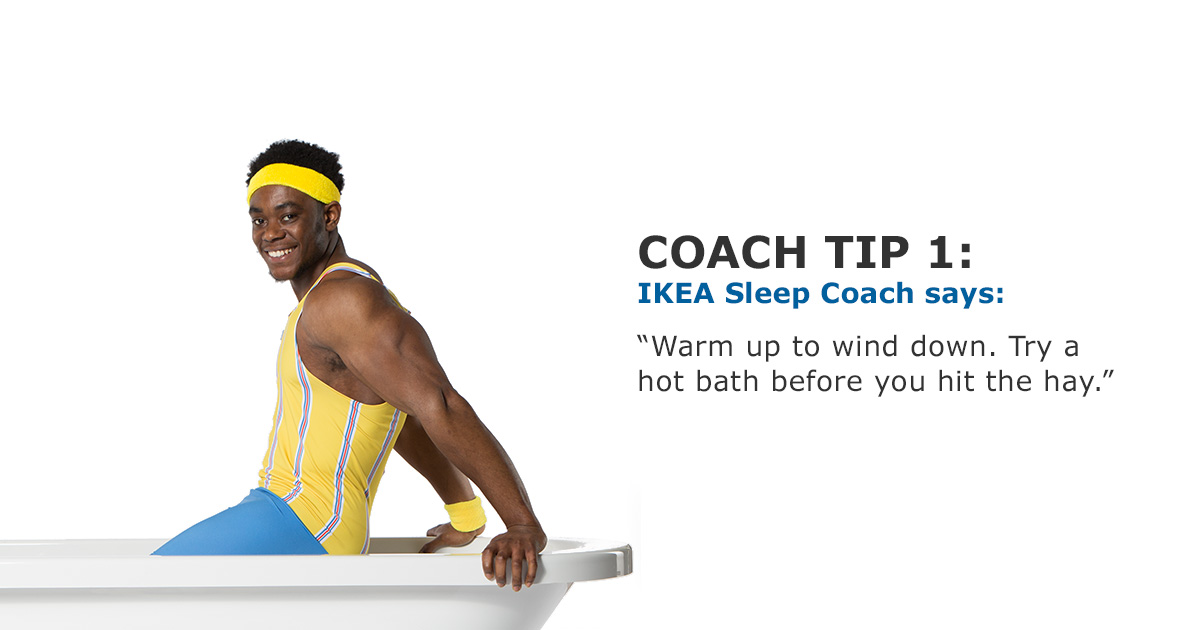 COACH TIP 1:
IKEA Sleep Coach says:
“Warm up to wind down. Try a
hot bath before you hit the hay.”